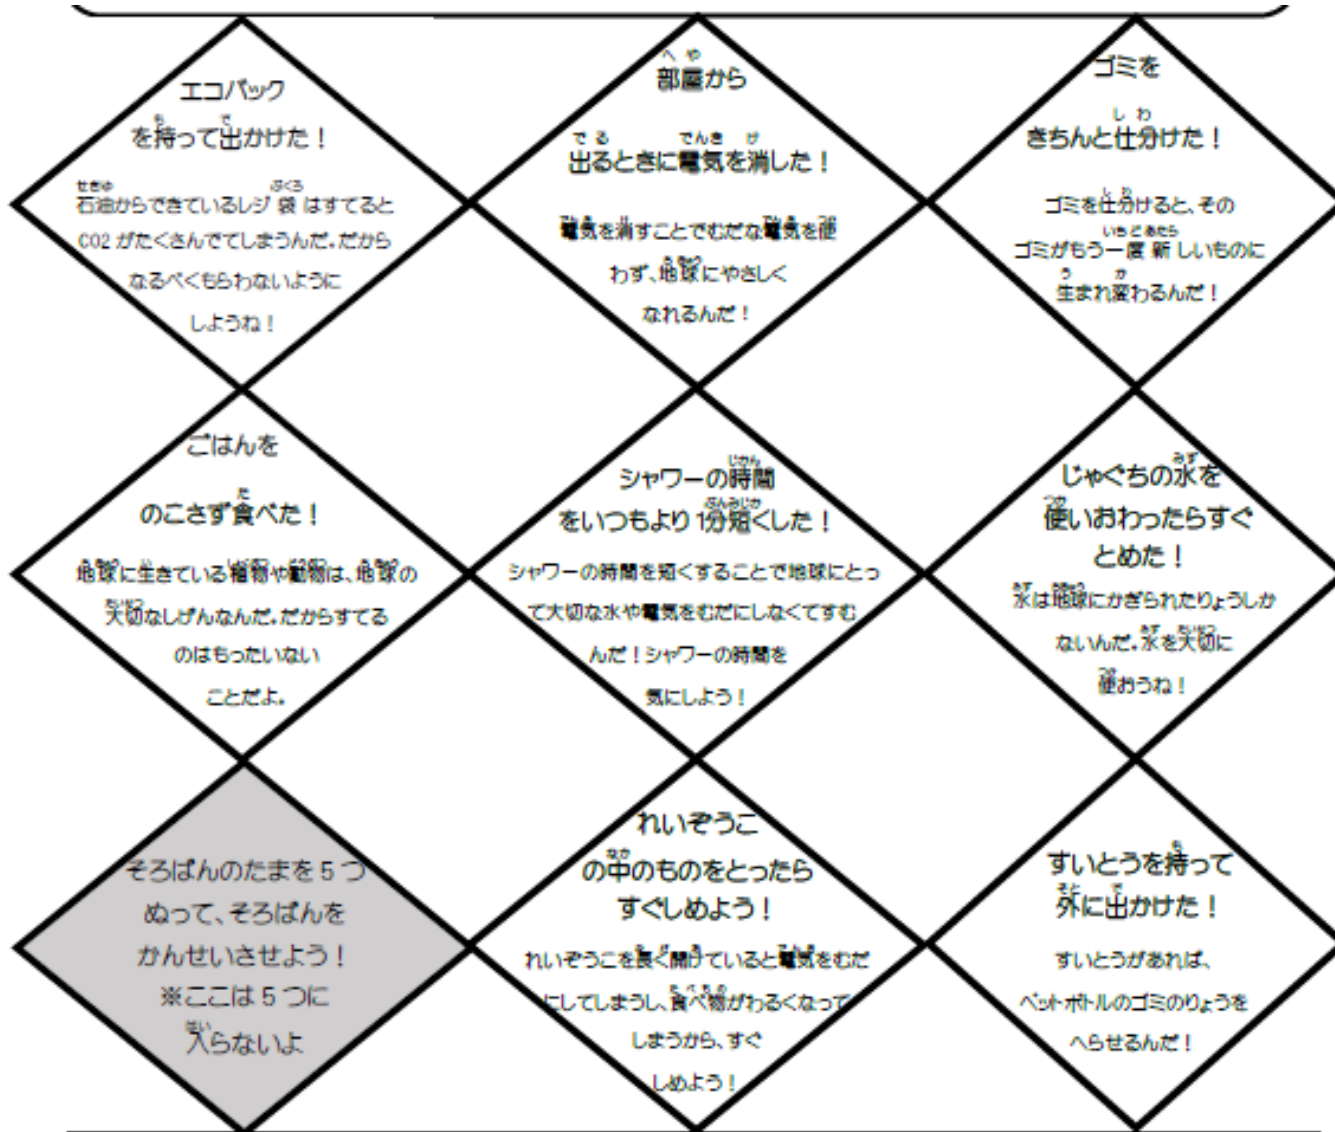 エコバック
を持って出かけた！
石油からできているレジ袋はすてると
CO2がたくさんでてしまうんだ。だから
なるべくもらわないように
しようね！
部屋から
出るときに電気を消した！
電気を消すことでむだな電気を使
わず、地球にやさしく
なれるんだ！
ゴミを
きちんと仕分けた！
ゴミを仕分けると、その
ゴミがもう一度新しいものに
生まれ変わるんだ！
ごはんを
のこさず食べた！
地球に生きている植物や動物は、地球の
大切なしげんなんだ。だからすてる
のはもったいない
ことだよ。
シャワーの時間
をいつもより1分短くした！
シャワーの時間を短くすることで地球にとっ
て大切な水や電気をむだにしなくてすむ
んだ！シャワーの時間を
気にしよう！
じゃぐちの水を
使いおわったらすぐ
とめた！
水は地球にかぎられたりょうしか
ないんだ。水を大切に
使おうね！
そろばんのたまを5つ
ぬって、そろばんを
かんせいさせよう！
※ここは5つに
入らないよ
れいぞうこ
の中のものをとったら
すぐしめよう！
れいぞうこを長く開けていると電気をむだ
にしてしまうし、食べ物がわるくなって
しまうから、すぐ
しめよう！
すいとうを持って
外に出かけた！
すいとうがあれば、
ペットボトルのゴミのりょうを
へらせるんだ！